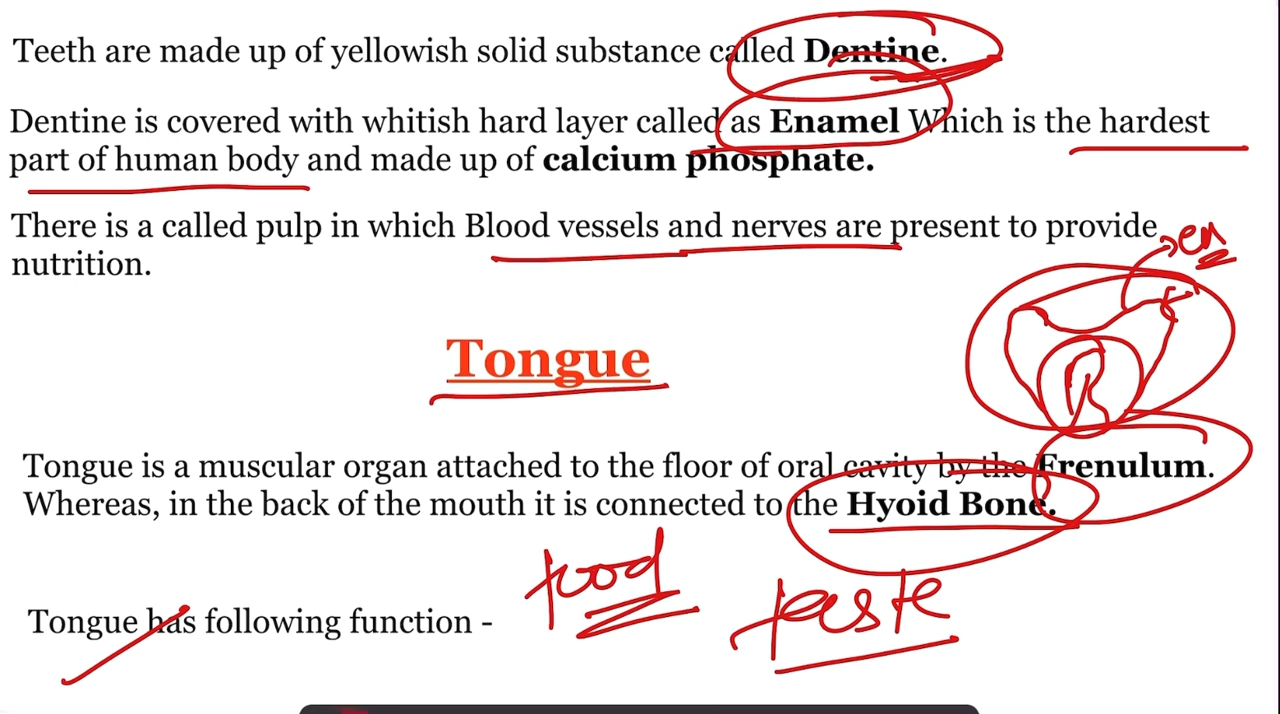 Teeth are made up of yellowish solid substance called Dentine.
Dentine is covered with whitish hard layer called as Enamel Which is the hardest
part of human body and made up of calcium phosphate.
There is a called pulp in which Blood vessels and nerves are present to provide
nutrition.
en
Tongue
Tongue is a muscular organ attached to the floor of oral cavity by the Frenulum.
Whereas, in the back of the mouth it is connected to the Hyoid Bone.
food taste
Tongue has following function -